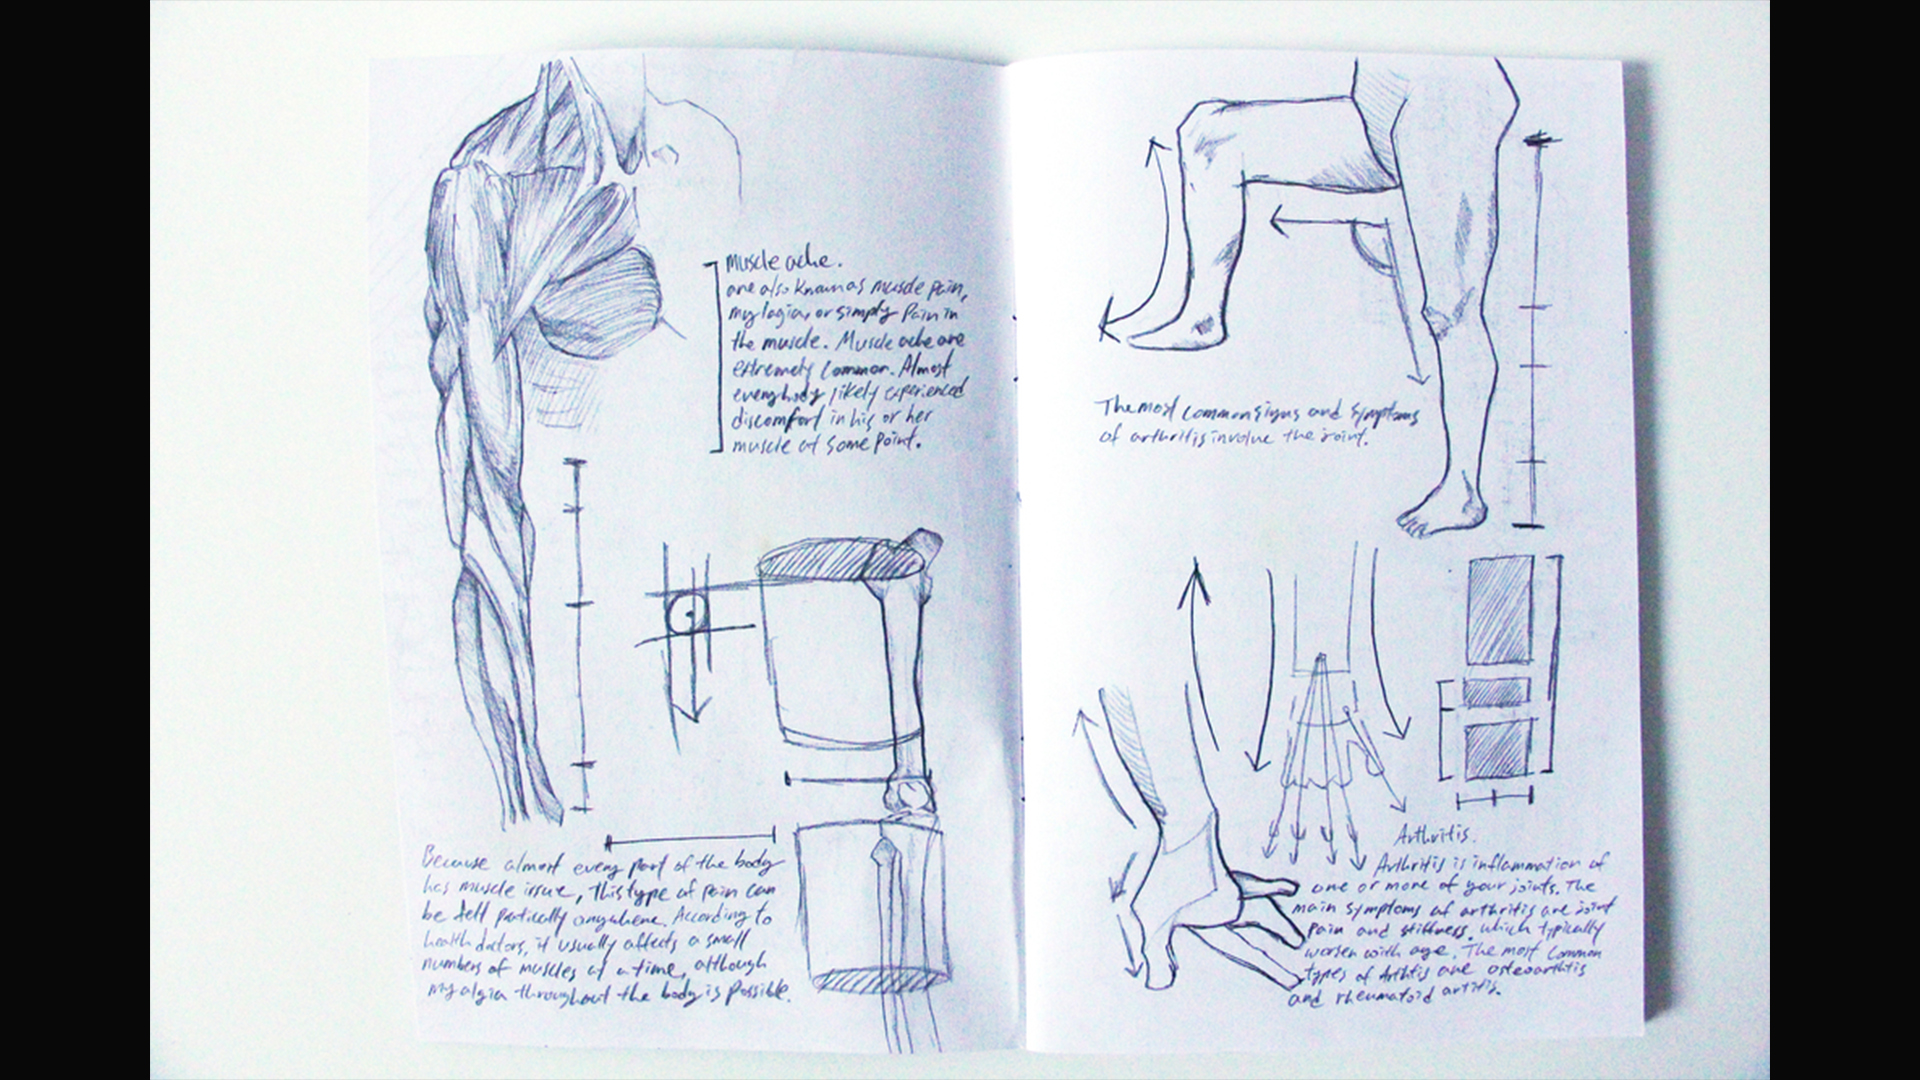 Muscle ache.
are also known as muscle pain,
mylagia, or simply Pain in
the muscle. Muscle ache are
extremely common. Almost
everybody likely experienced
discomfort in his or her
muscle at some point.
Because almost every part of the body
has muscle issue, This type of pain can
be felt patically anywhere. According to
health doctors, it usually affects a small
numbers of muscles at a time, although
myalgia throughout the body is possible.
The most common signs and symptoms
of arthritis involve the joint.
Arthritis.
Arthritis is inflammation of
one or more of your joints. The
main symptoms of arthritis are joint
pain and stiffness, which typically
worsen with age. The most common
types of Arthtis are osteoarthtis
and rheumatoid artitis.